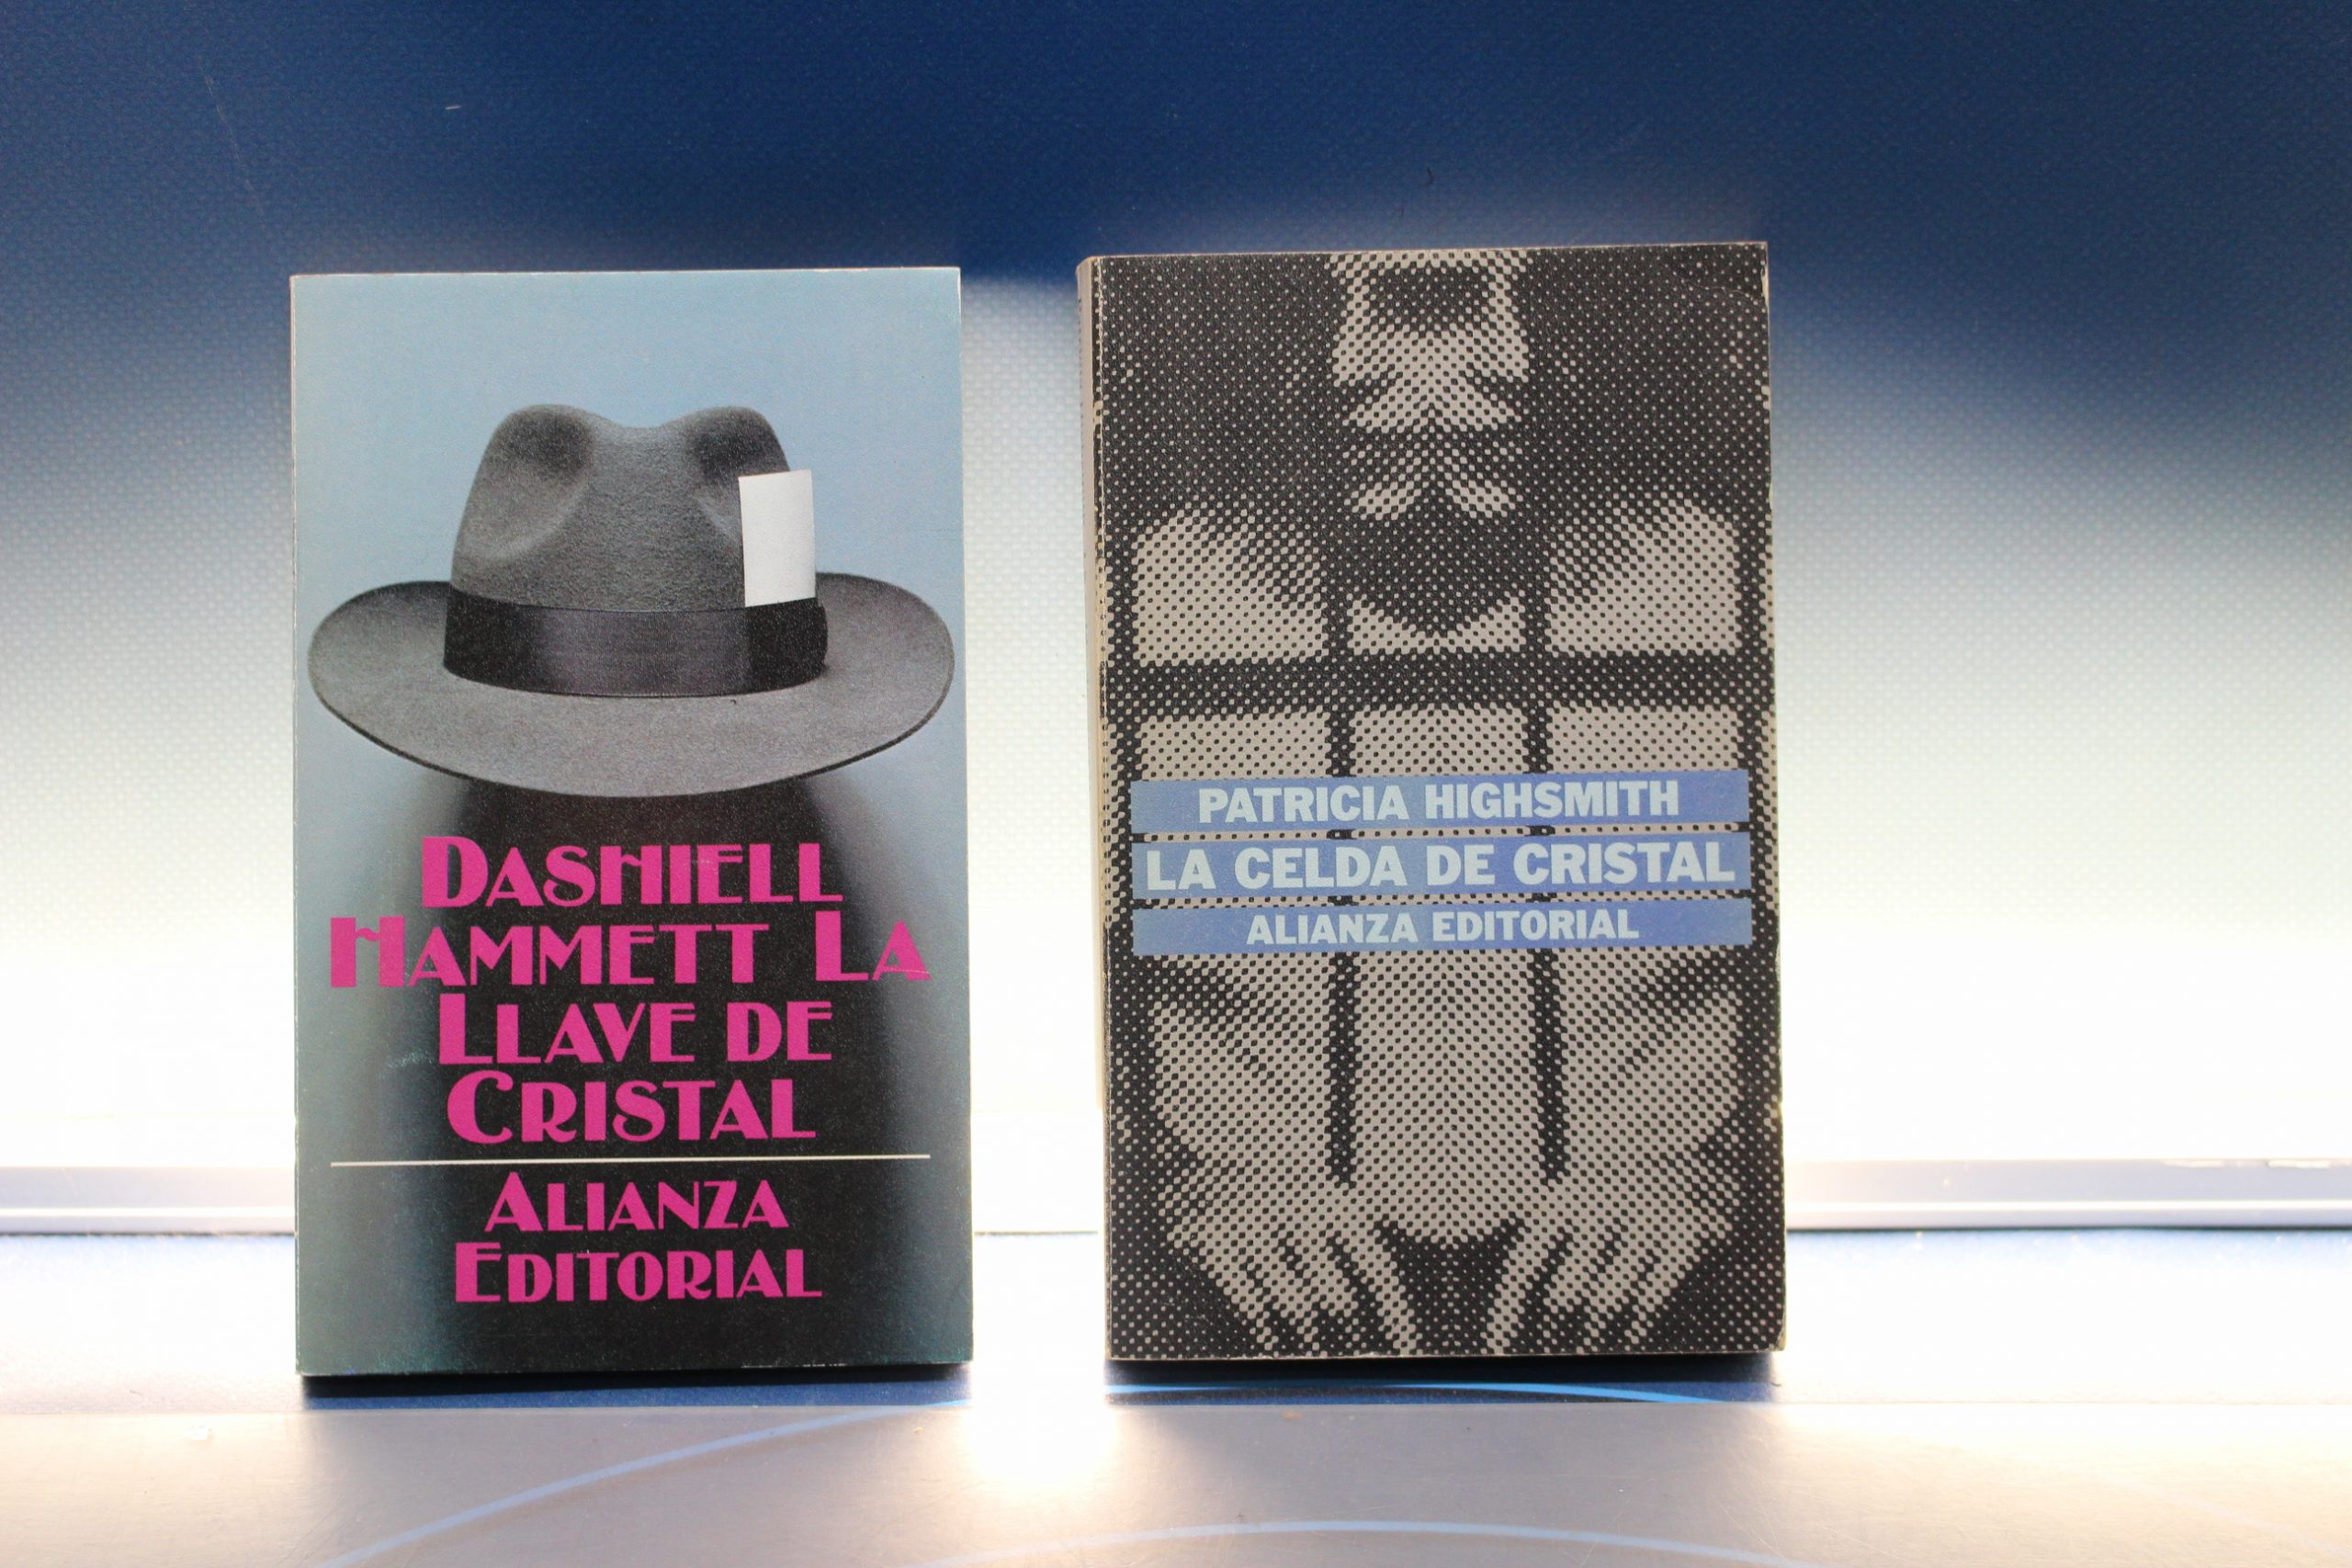 DASHIELL
HAMMETT LA
LLAVE DE
CRISTAL
ALIANZA
EDITORIAL
PATRICIA HIGHSMITH
LA CELDA DE CRISTAL
ALIANZA EDITORIAL